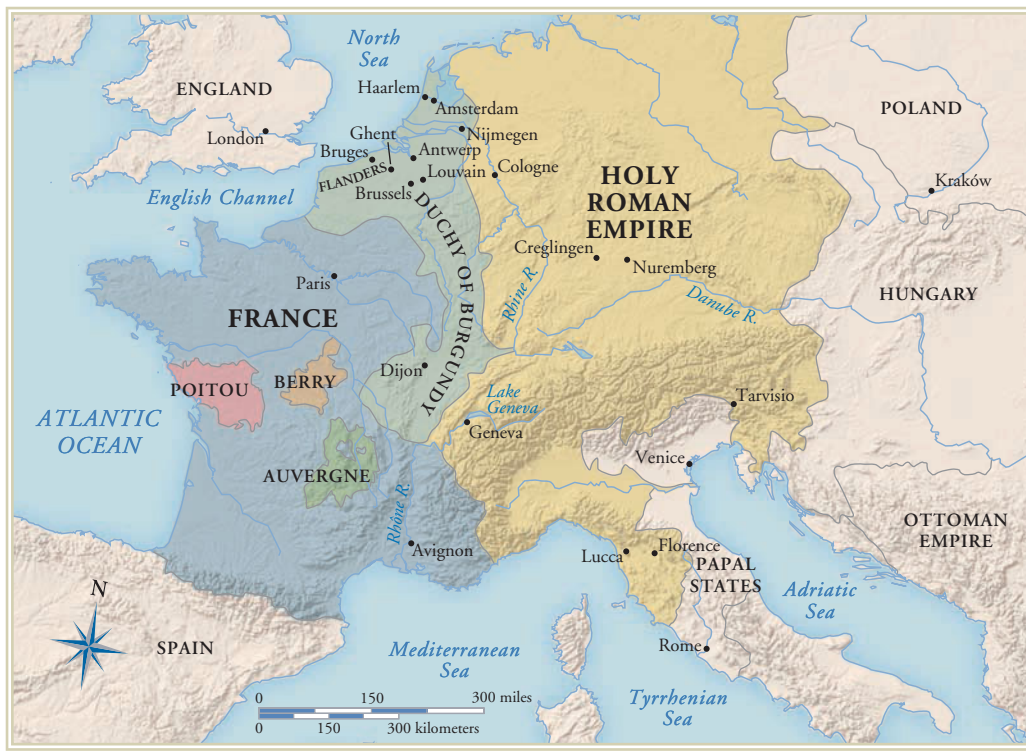 North
Sea
ENGLAND
London
Haarlem
Amsterdam
Nijmegen
Ghent
Bruges
Antwerp
FLANDERS
Louvain
Brussels
Cologne
English Channel
DUCHY OF BURGUNDY
HOLY
ROMAN
EMPIRE
POLAND
Kraków
Creglingen
Nuremberg
Rhine R.
Danube R.
HUNGARY
Paris
FRANCE
Dijon
POITOU
BERRY
Lake
Geneva
Geneva
Tarvisio
ATLANTIC
OCEAN
AUVERGNE
Venice
Rhône R.
Avignon
Lucca
Florence
PAPAL
STATES
OTTOMAN
EMPIRE
Adriatic
Sea
N
SPAIN
Mediterranean
Sea
Rome
Tyrrhenian
Sea
0 150 300 miles
0 150 300 kilometers